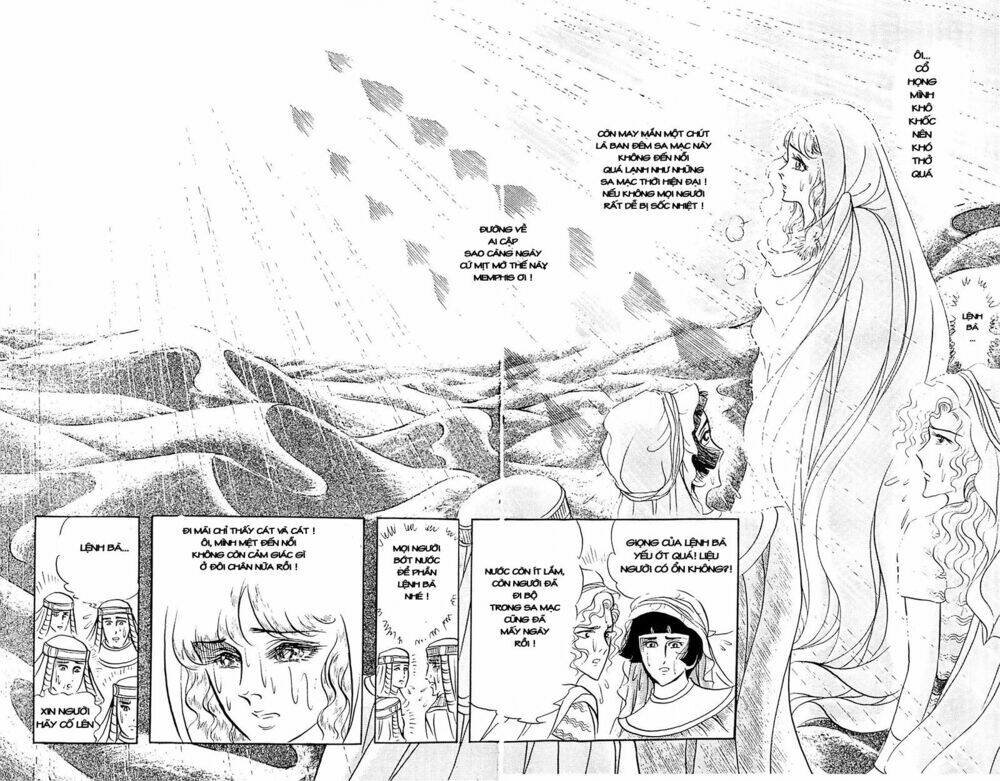 ÔI...
CỔ
HỌNG
MÌNH
KHÔ
KHỐC
NÊN
KHÓ
THỞ
QUÁ
CÒN MAY MẮN MỘT CHÚT
LÀ BAN ĐÊM SA MẠC NÀY
KHÔNG ĐẾN NỖI
QUÁ LẠNH NHƯ NHỮNG
SA MẠC THỜI HIỆN ĐẠI !
NẾU KHÔNG MỌI NGƯỜI
RẤT DỄ BỊ SỐC NHIỆT !
ĐƯỜNG VỀ
AI CẬP
SAO CÀNG NGÀY
CỨ MỊT MỜ THẾ NÀY
MEMPHIS ƠI !
LỆNH
BÀ
...
GIỌNG CỦA LỆNH BÀ
YẾU ỚT QUÁ! LIỆU
NGƯỜI CÓ ỔN KHÔNG?!
NƯỚC CÒN ÍT LẮM,
CÒN NGƯỜI ĐÃ
ĐI BỘ
TRONG SA MẠC
CŨNG ĐÃ
MẤY NGÀY
RỒI !
MỌI NGƯỜI
BỚT NƯỚC
ĐỂ PHẦN
LỆNH BÀ
NHÉ !
ĐI MÃI CHỈ THẤY CÁT VÀ CÁT !
ÔI, MÌNH MỆT ĐẾN NỖI
KHÔNG CÒN CẢM GIÁC GÌ
Ở ĐÔI CHÂN NỮA RỒI !
LỆNH BÀ...
XIN NGƯỜI
HÃY CỐ LÊN